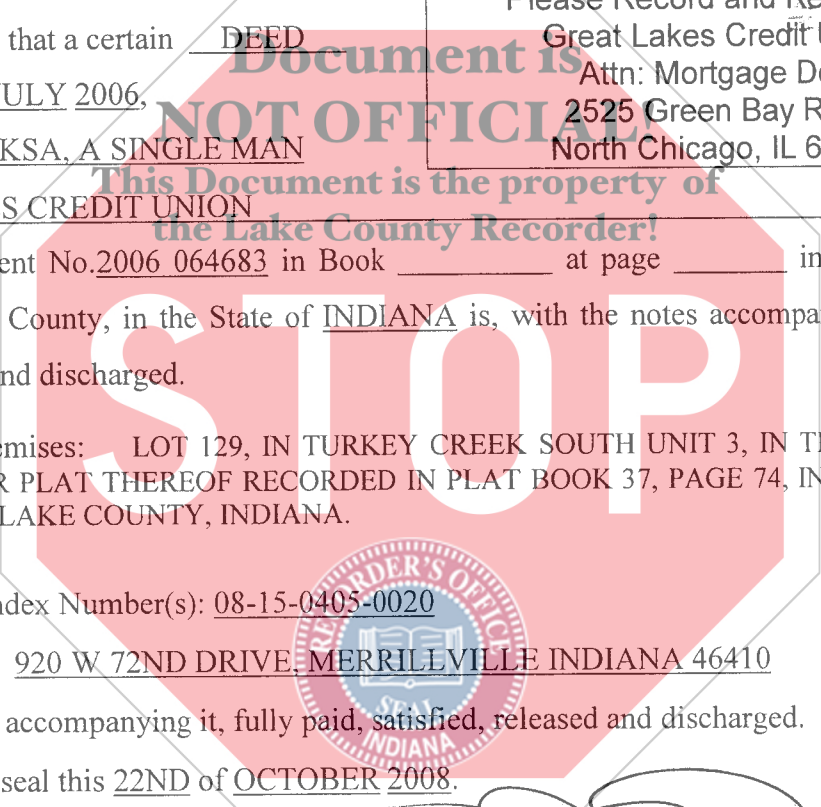 Please Record and Re
that a certain DEED
Great Lakes Credit U
Attn: Mortgage De
ULY 2006,
2525 Green Bay R
KSA, A SINGLE MAN
North Chicago, IL 6
S CREDIT UNION
Document is
NOT OFFICIAL!
This Document is the property of
the Lake County Recorder!
ent No.2006 064683 in Book __________ at page _______ in
County, in the State of INDIANA is, with the notes accompa
nd discharged.
STOP
emises: LOT 129, IN TURKEY CREEK SOUTH UNIT 3, IN T
R PLAT THEREOF RECORDED IN PLAT BOOK 37, PAGE 74, IN
LAKE COUNTY, INDIANA.
ndex Number(s): 08-15-0405-0020
920 W 72ND DRIVE, MERRILLVILLE INDIANA 46410
RECORDER'S OFFICE
SEAL
INDIANA
accompanying it, fully paid, satisfied, released and discharged.
seal this 22ND of OCTOBER 2008.